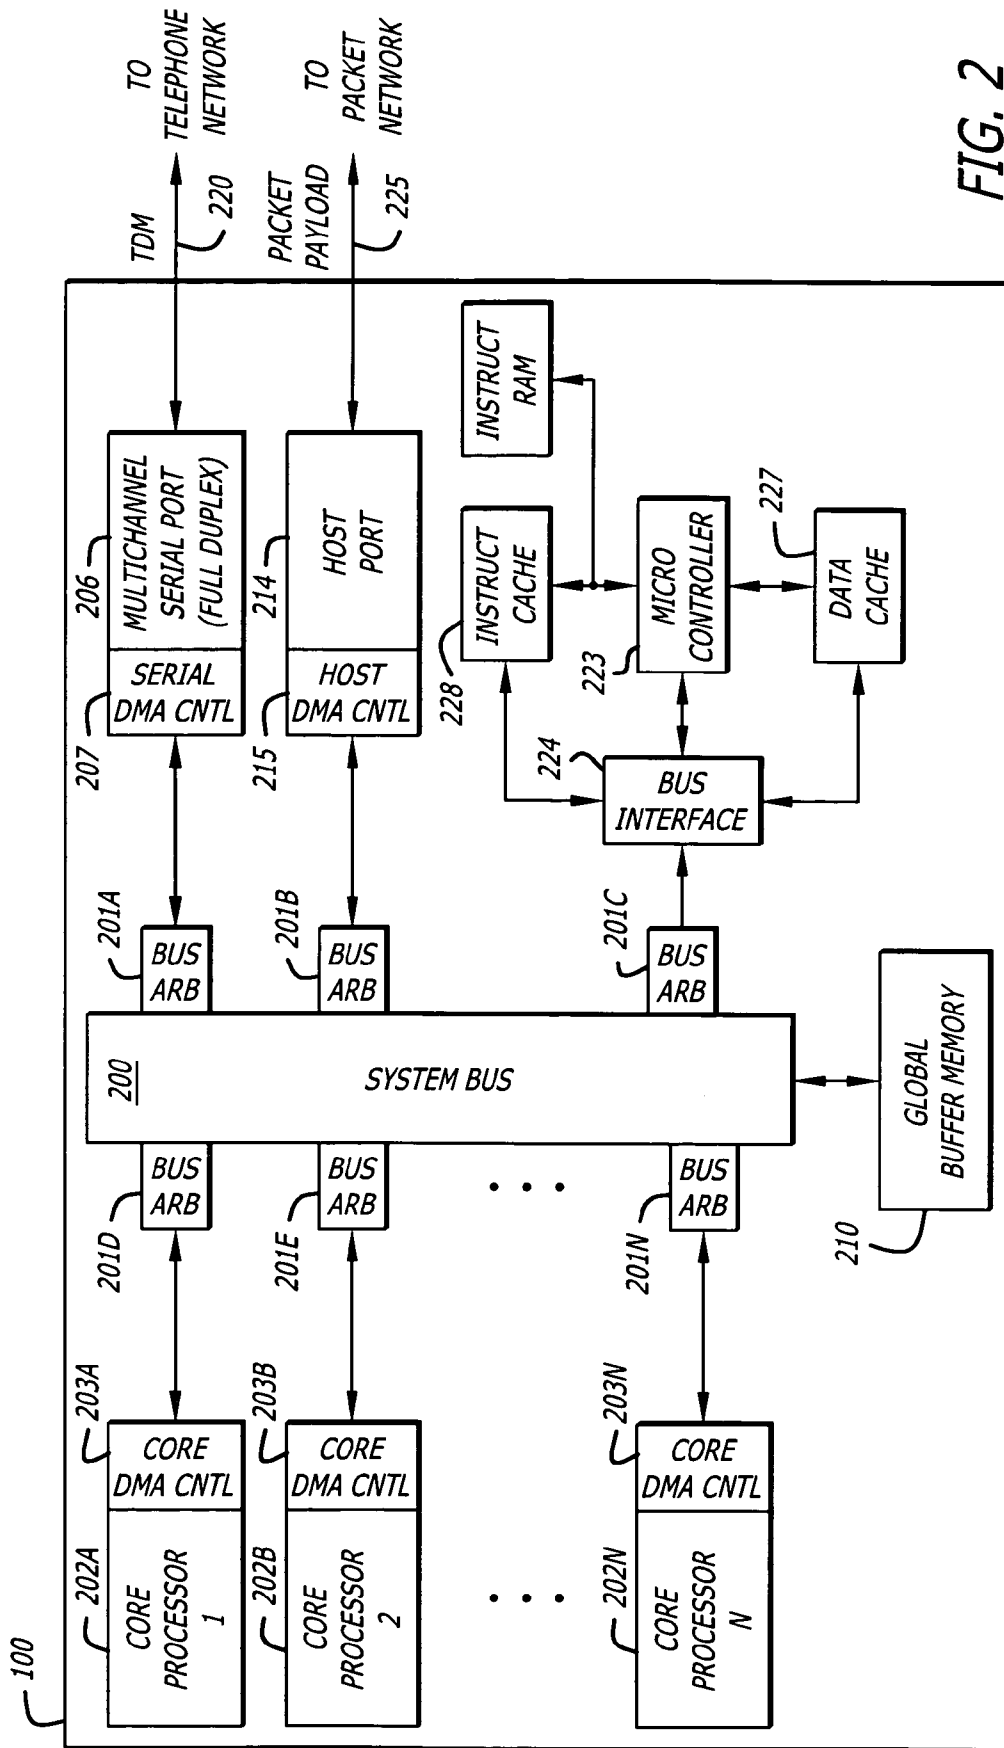 100
202A
203A
CORE
PROCESSOR
1
CORE
DMA CNTL
201D
BUS
ARB
200
SYSTEM BUS
201A
BUS
ARB
207
SERIAL
DMA CNTL
206
MULTICHANNEL
SERIAL PORT
(FULL DUPLEX)
TDM
220
TO
TELEPHONE
NETWORK
202B
203B
CORE
PROCESSOR
2
CORE
DMA CNTL
201E
BUS
ARB
201B
BUS
ARB
215
HOST
DMA CNTL
214
HOST
PORT
PACKET
PAYLOAD
225
TO
PACKET
NETWORK
• • •
• • •
228
INSTRUCT
CACHE
INSTRUCT
RAM
202N
203N
CORE
PROCESSOR
N
CORE
DMA CNTL
201N
BUS
ARB
201C
BUS
ARB
224
BUS
INTERFACE
223
MICRO
CONTROLLER
227
DATA
CACHE
210
GLOBAL
BUFFER MEMORY
FIG. 2